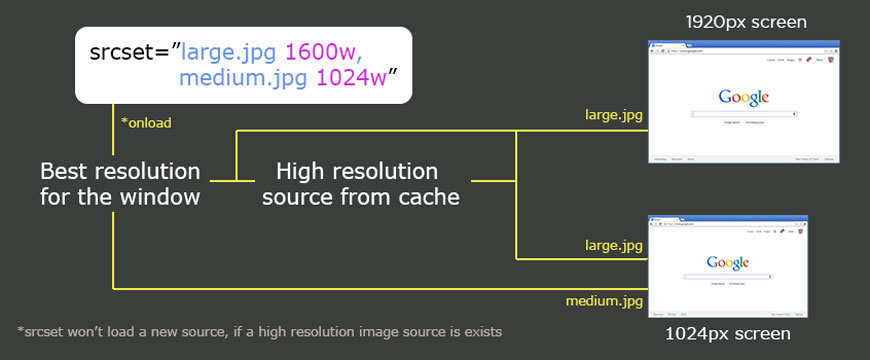 1920px screen
srcset=”large.jpg 1600w,
medium.jpg 1024w”
*onload
large.jpg
Google
Best resolution
for the window
High resolution
source from cache
large.jpg
Google
medium.jpg
*srcset won’t load a new source, if a high resolution image source is exists
1024px screen